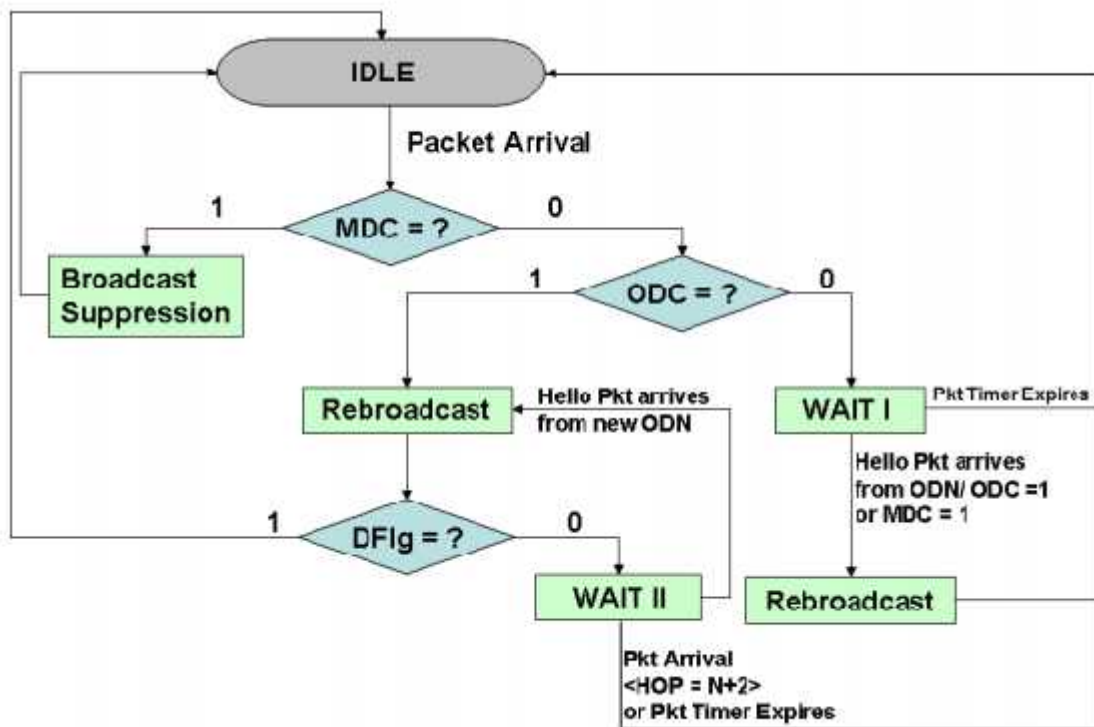 IDLE
Packet Arrival
1
MDC = ?
0
Broadcast
Suppression
1
ODC = ?
0
Rebroadcast
Hello Pkt arrives
from new ODN
WAIT I
Pkt Timer Expires
Hello Pkt arrives
from ODN/ ODC =1
or MDC = 1
1
DFlg = ?
0
WAIT II
Rebroadcast
Pkt Arrival
<HOP = N+2>
or Pkt Timer Expires